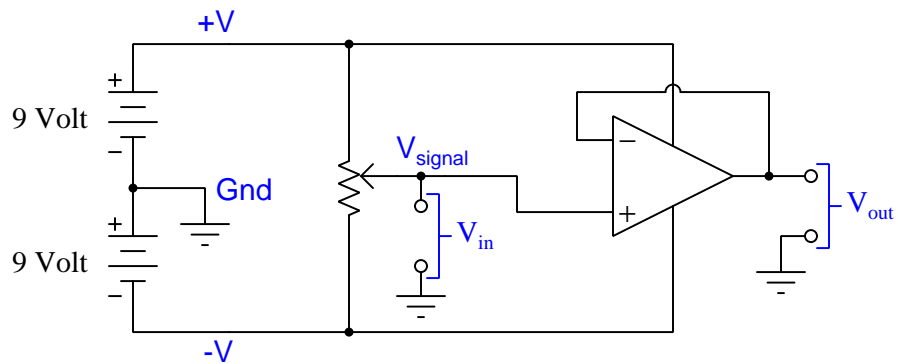 +V
+
9 Volt
-
Gnd
+
9 Volt
-
-V
Vsignal
Vin
−
+
Vout